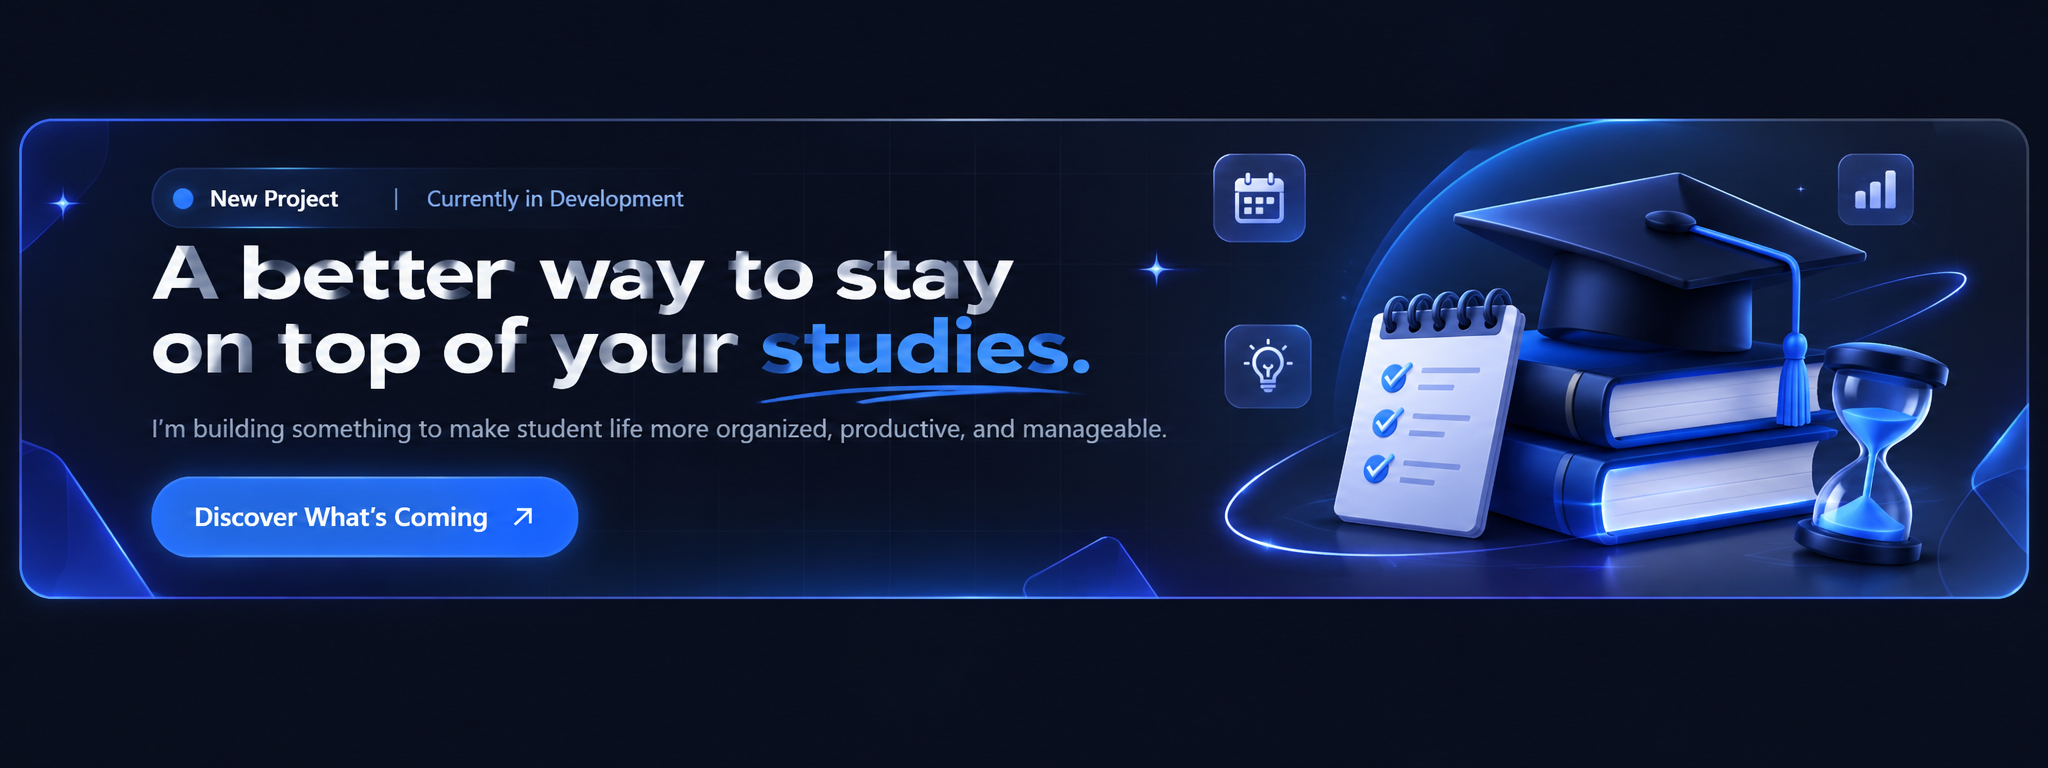 New Project | Currently in Development
A better way to stay
on top of your studies.
I’m building something to make student life more organized, productive, and manageable.
Discover What’s Coming ↗